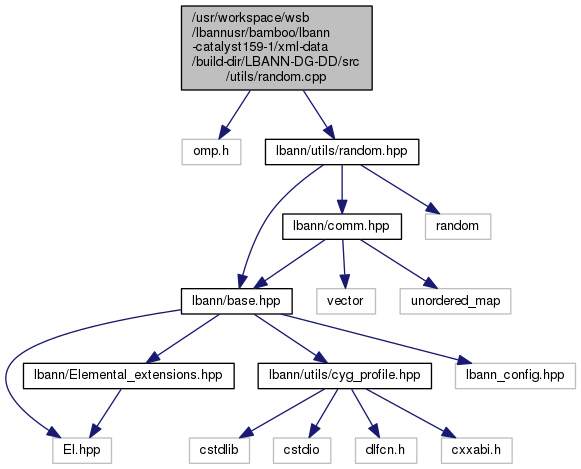 /usr/workspace/wsb
/lbannusr/bamboo/lbann
-catalyst159-1/xml-data
/build-dir/LBANN-DG-DD/src
/utils/random.cpp
omp.h
lbann/utils/random.hpp
lbann/comm.hpp
random
lbann/base.hpp
vector
unordered_map
lbann/Elemental_extensions.hpp
lbann/utils/cyg_profile.hpp
lbann_config.hpp
El.hpp
cstdlib
cstdio
dlfcn.h
cxxabi.h